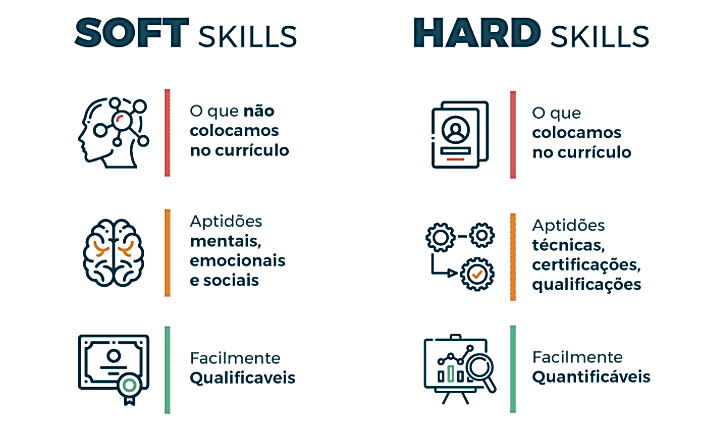 SOFT SKILLS
O que não
colocamos
no currículo
Aptidões
mentais,
emocionais
e sociais
Facilmente
Qualificaveis
HARD SKILLS
O que
colocamos
no currículo
Aptidões
técnicas,
certificações,
qualificações
Facilmente
Quantificáveis